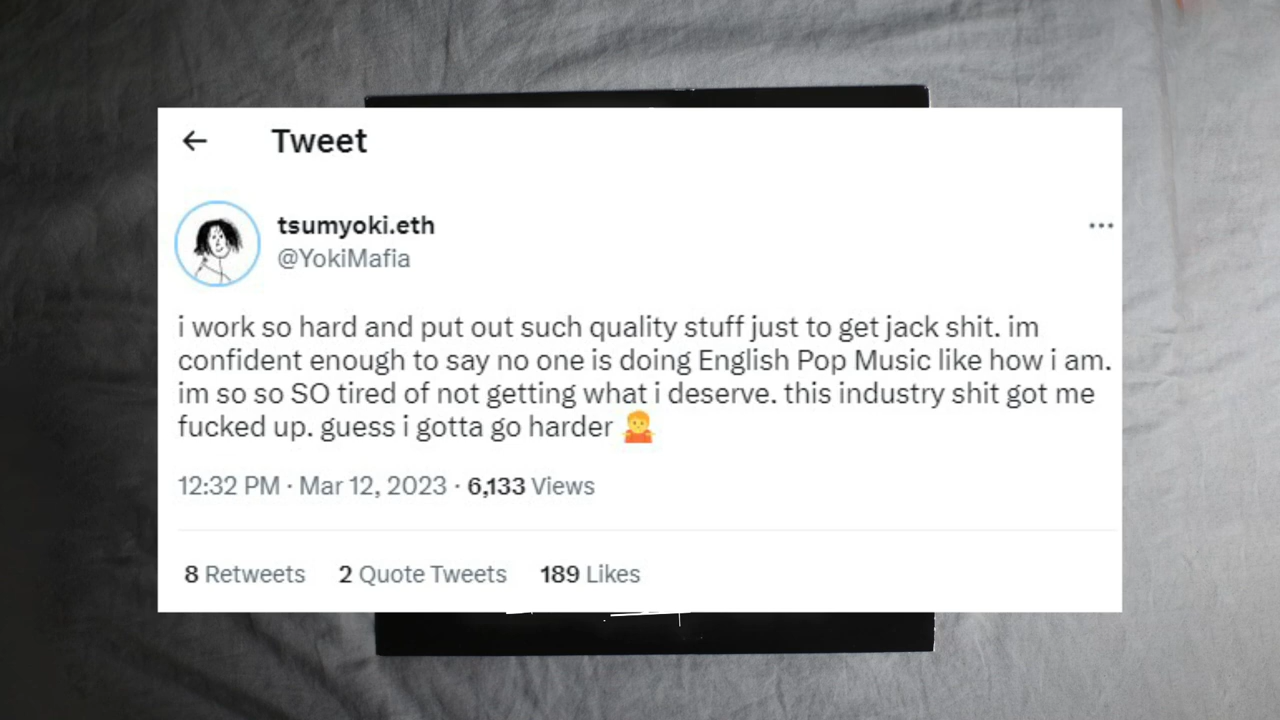 Tweet
tsumyoki.eth
@YokiMafia
i work so hard and put out such quality stuff just to get jack shit. im
confident enough to say no one is doing English Pop Music like how i am.
im so so SO tired of not getting what i deserve. this industry shit got me
fucked up. guess i gotta go harder 🤷
12:32 PM · Mar 12, 2023 · 6,133 Views
8 Retweets 2 Quote Tweets 189 Likes